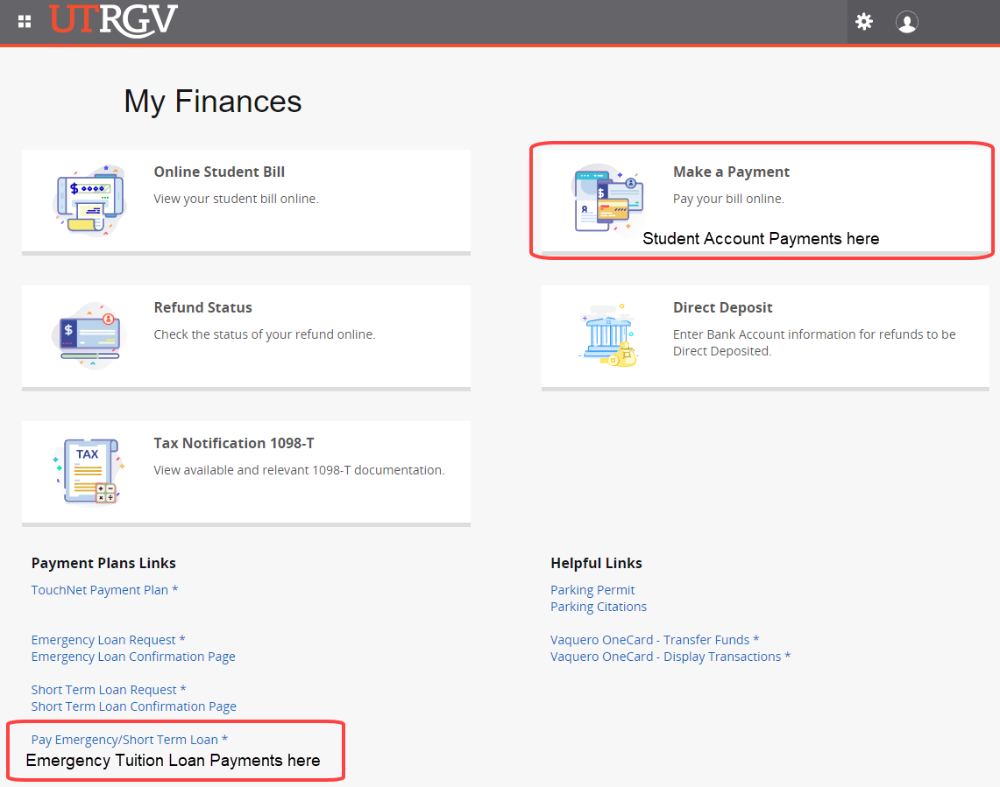 UTRGV
My Finances
Online Student Bill
View your student bill online.
Make a Payment
Pay your bill online.
Student Account Payments here
Refund Status
Check the status of your refund online.
Direct Deposit
Enter Bank Account information for refunds to be
Direct Deposited.
TAX
Tax Notification 1098-T
View available and relevant 1098-T documentation.
Payment Plans Links
TouchNet Payment Plan *
Emergency Loan Request *
Emergency Loan Confirmation Page
Short Term Loan Request *
Short Term Loan Confirmation Page
Pay Emergency/Short Term Loan *
Emergency Tuition Loan Payments here
Helpful Links
Parking Permit
Parking Citations
Vaquero OneCard - Transfer Funds *
Vaquero OneCard - Display Transactions *